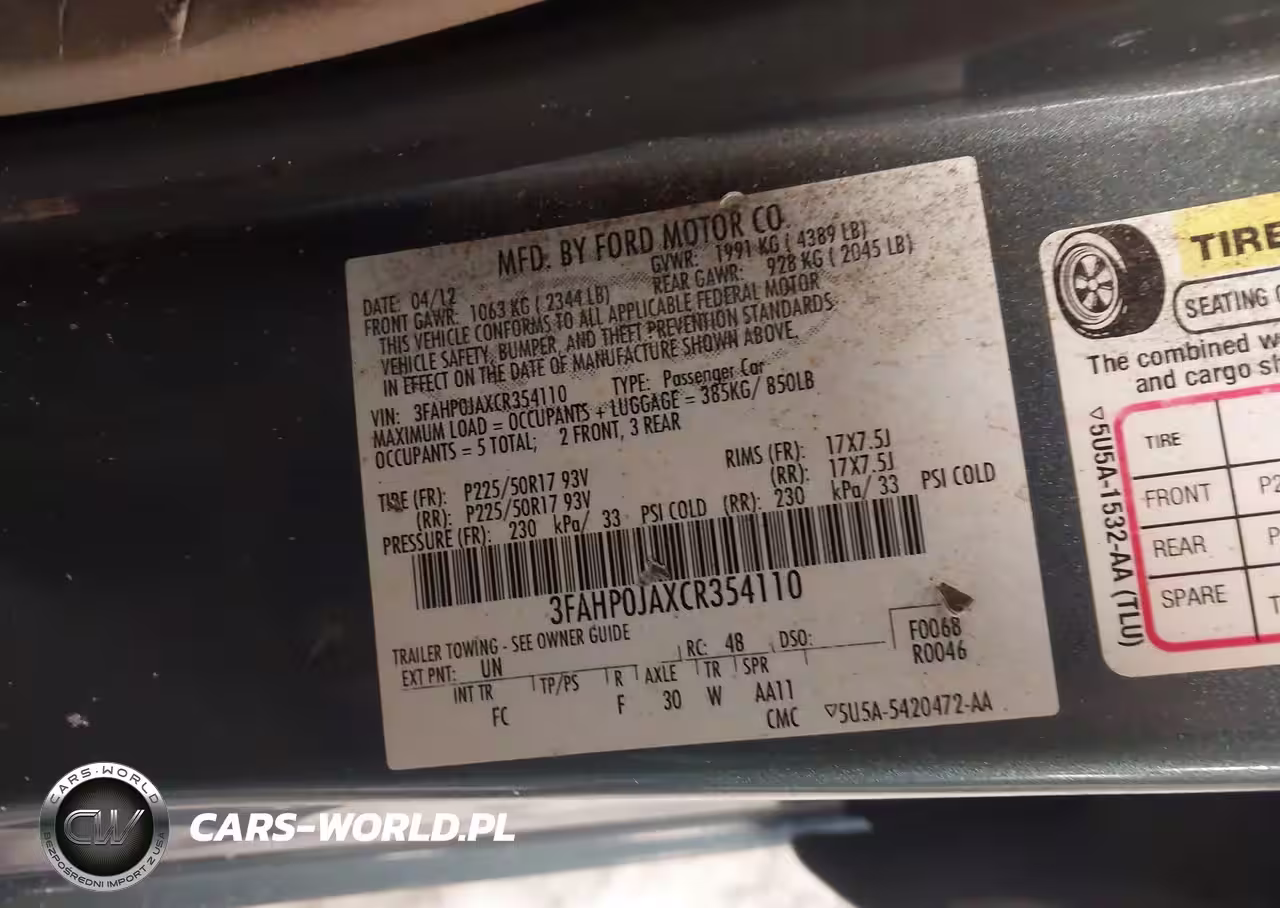 MFD. BY FORD MOTOR CO.
DATE: 04/12 GVWR: 1991 KG ( 4389 LB)
FRONT GAWR: 1063 KG ( 2344 LB) REAR GAWR: 928 KG ( 2045 LB)
THIS VEHICLE CONFORMS TO ALL APPLICABLE FEDERAL MOTOR
VEHICLE SAFETY, BUMPER, AND THEFT PREVENTION STANDARDS
IN EFFECT ON THE DATE OF MANUFACTURE SHOWN ABOVE.
VIN: 3FAHP0JAXCR354110 TYPE: Passenger Car
MAXIMUM LOAD = OCCUPANTS + LUGGAGE = 385KG/ 850LB
OCCUPANTS = 5 TOTAL; 2 FRONT, 3 REAR
TIRE (FR): P225/50R17 93V RIMS (FR): 17X7.5J
(RR): P225/50R17 93V (RR): 17X7.5J
PRESSURE (FR): 230 kPa/ 33 PSI COLD (RR): 230 kPa/ 33 PSI COLD
3FAHP0JAXCR354110
TRAILER TOWING - SEE OWNER GUIDE
EXT PNT: UN RC: 48 DSO: F0068
R0046
INT TR TP/PS R AXLE TR SPR
FC F 30 W AA11
CMC ▽5U5A-5420472-AA
TIRE
SEATING
The combined
and cargo
▽5U5A-1532-AA (TLU)
TIRE
FRONT
REAR
SPARE
CARS-WORLD
CW
BEZPOŚREDNI IMPORT Z USA
CARS-WORLD.PL